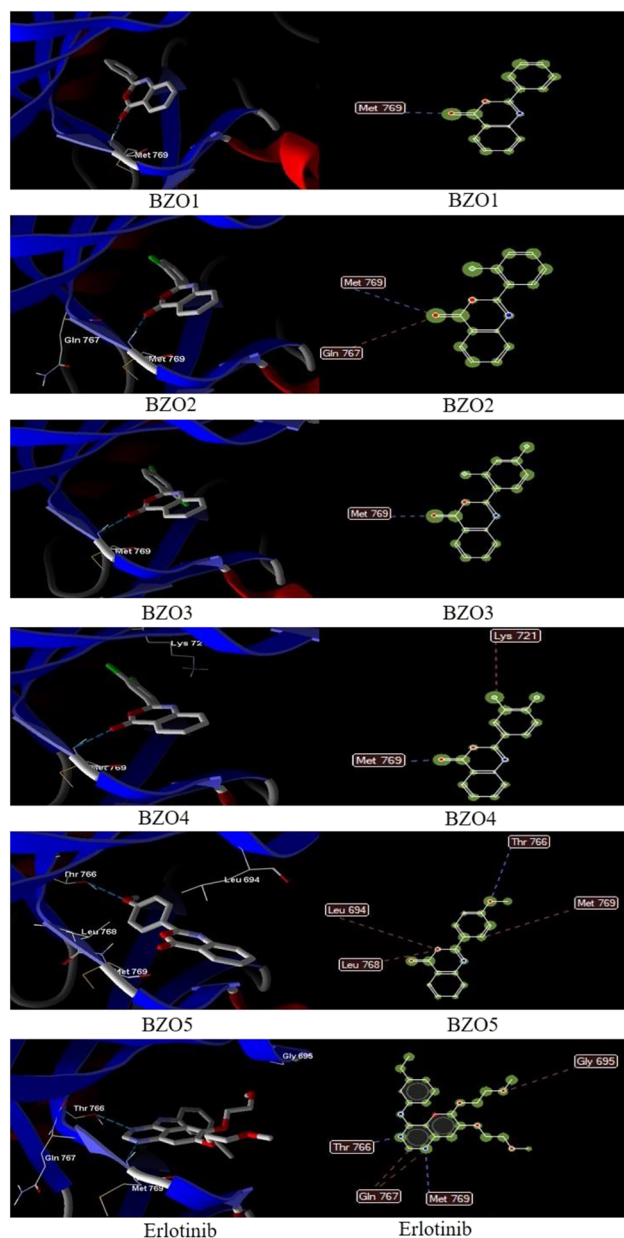 Met 769
Met 769
BZO1
BZO1
Gln 767
Met 769
Met 769
Gln 767
BZO2
BZO2
Met 769
Met 769
BZO3
BZO3
Lys 72
Met 769
Lys 721
Met 769
BZO4
BZO4
Thr 766
Leu 694
Leu 768
Met 769
Thr 766
Leu 694
Met 769
Leu 768
BZO5
BZO5
Gly 695
Thr 766
Gln 767
Met 769
Gly 695
Thr 766
Gln 767
Met 769
Erlotinib
Erlotinib